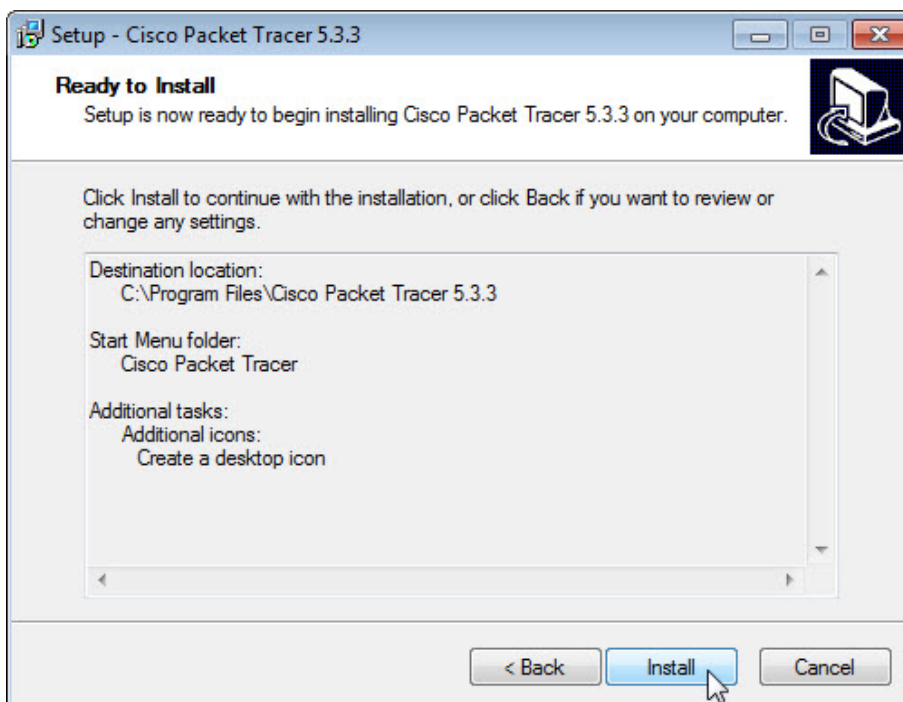 Setup - Cisco Packet Tracer 5.3.3
Ready to Install
Setup is now ready to begin installing Cisco Packet Tracer 5.3.3 on your computer.
Click Install to continue with the installation, or click Back if you want to review or
change any settings.
Destination location:
C:\Program Files\Cisco Packet Tracer 5.3.3
Start Menu folder:
Cisco Packet Tracer
Additional tasks:
Additional icons:
Create a desktop icon
< Back Install Cancel